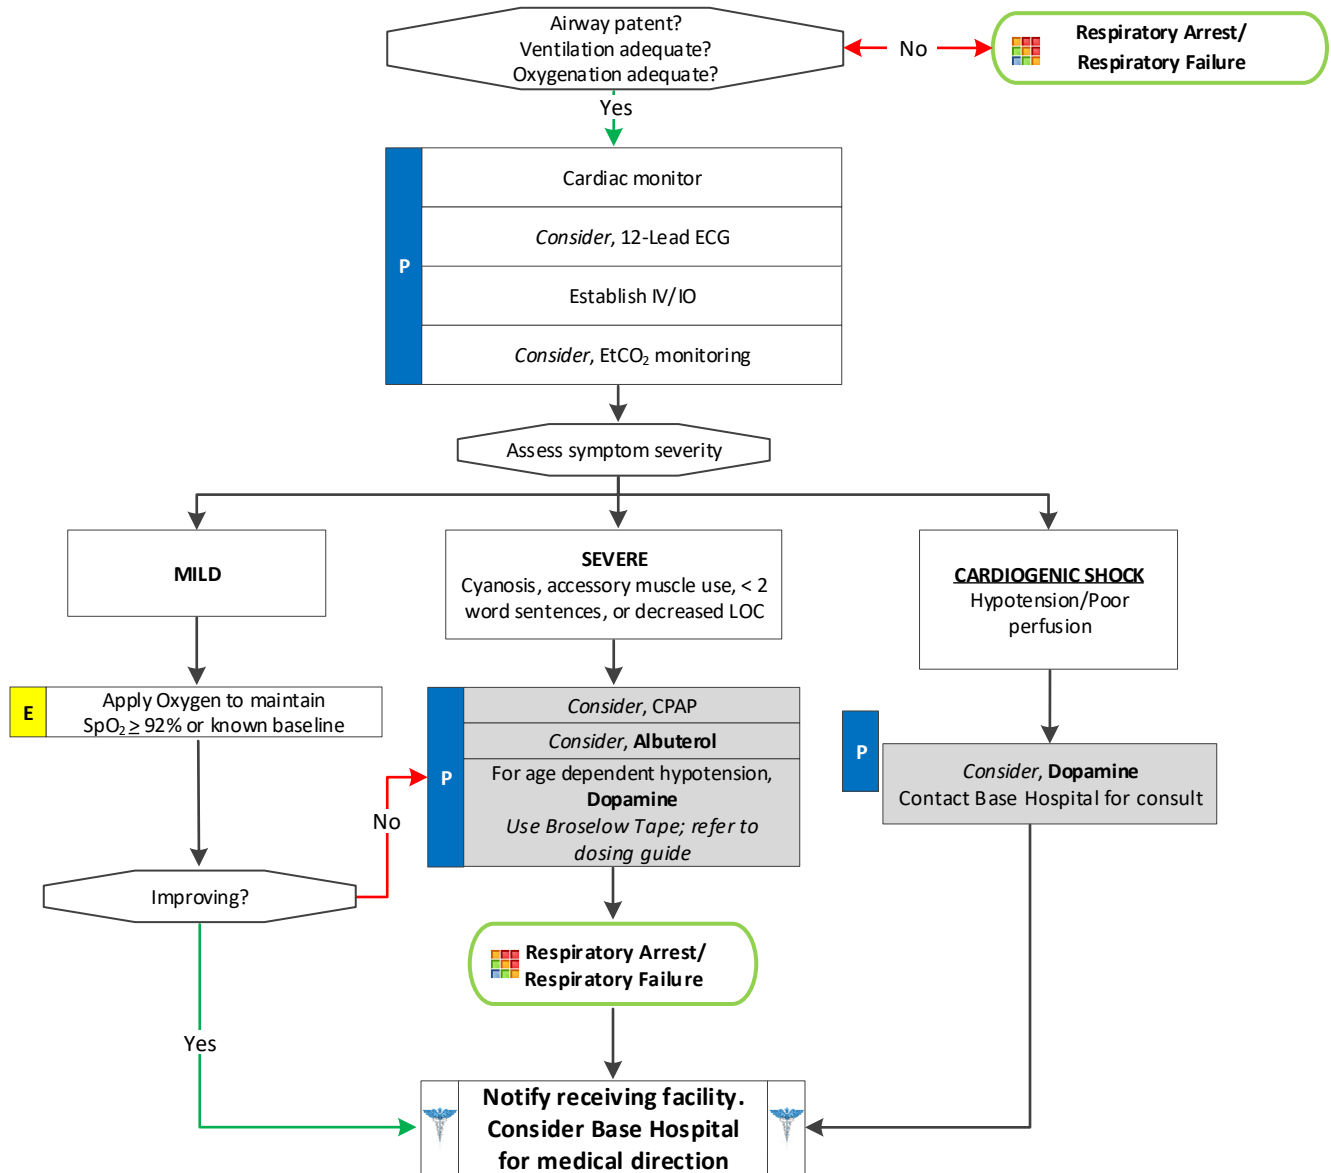 Airway patent?
Ventilation adequate?
Oxygenation adequate?
No
Respiratory Arrest/
Respiratory Failure
Yes
P
Cardiac monitor
Consider, 12-Lead ECG
Establish IV/IO
Consider, EtCO₂ monitoring
Assess symptom severity
MILD
SEVERE
Cyanosis, accessory muscle use, < 2
word sentences, or decreased LOC
CARDIOGENIC SHOCK
Hypotension/Poor
perfusion
E
Apply Oxygen to maintain
SpO₂ ≥ 92% or known baseline
P
Consider, CPAP
Consider, Albuterol
For age dependent hypotension,
Dopamine
Use Broselow Tape; refer to
dosing guide
P
Consider, Dopamine
Contact Base Hospital for consult
No
Improving?
Respiratory Arrest/
Respiratory Failure
Yes
Notify receiving facility.
Consider Base Hospital
for medical direction